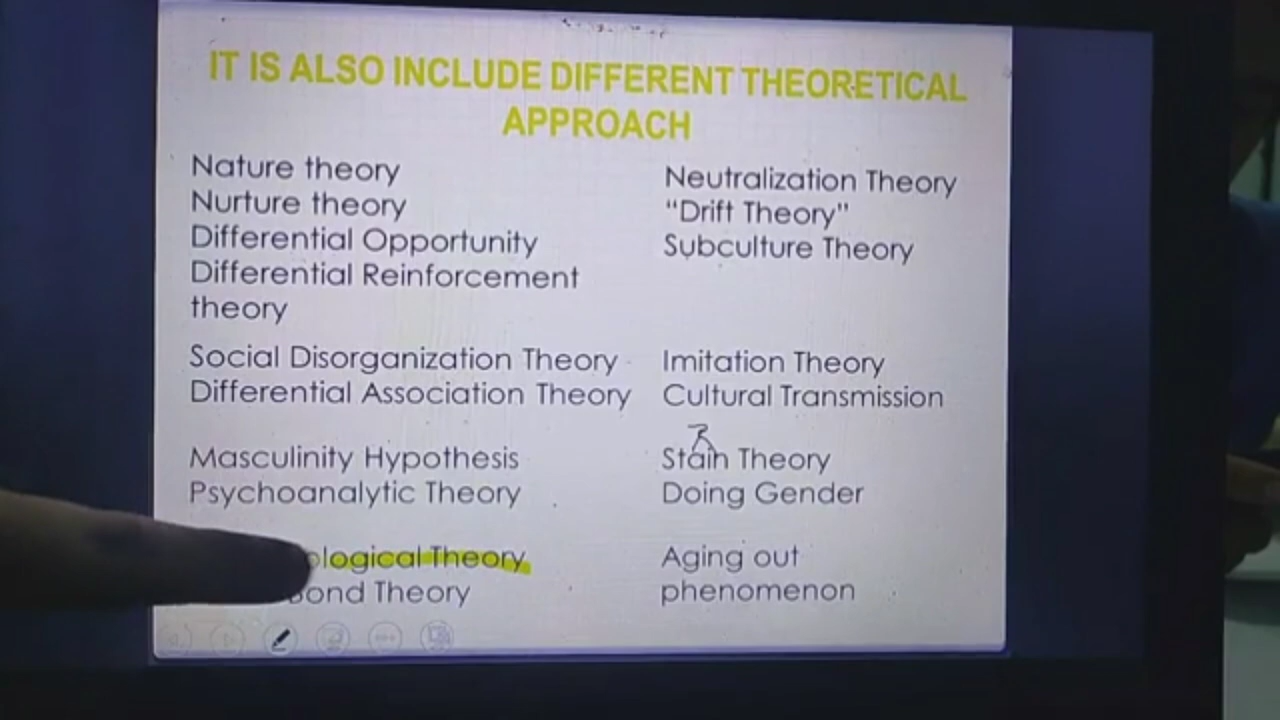 IT IS ALSO INCLUDE DIFFERENT THEORETICAL
APPROACH
Nature theory
Nurture theory
Differential Opportunity
Differential Reinforcement
theory
Neutralization Theory
“Drift Theory”
Subculture Theory
Social Disorganization Theory
Differential Association Theory
Imitation Theory
Cultural Transmission
Masculinity Hypothesis
Psychoanalytic Theory
R
Stain Theory
Doing Gender
Theory
Theory
Aging out
phenomenon